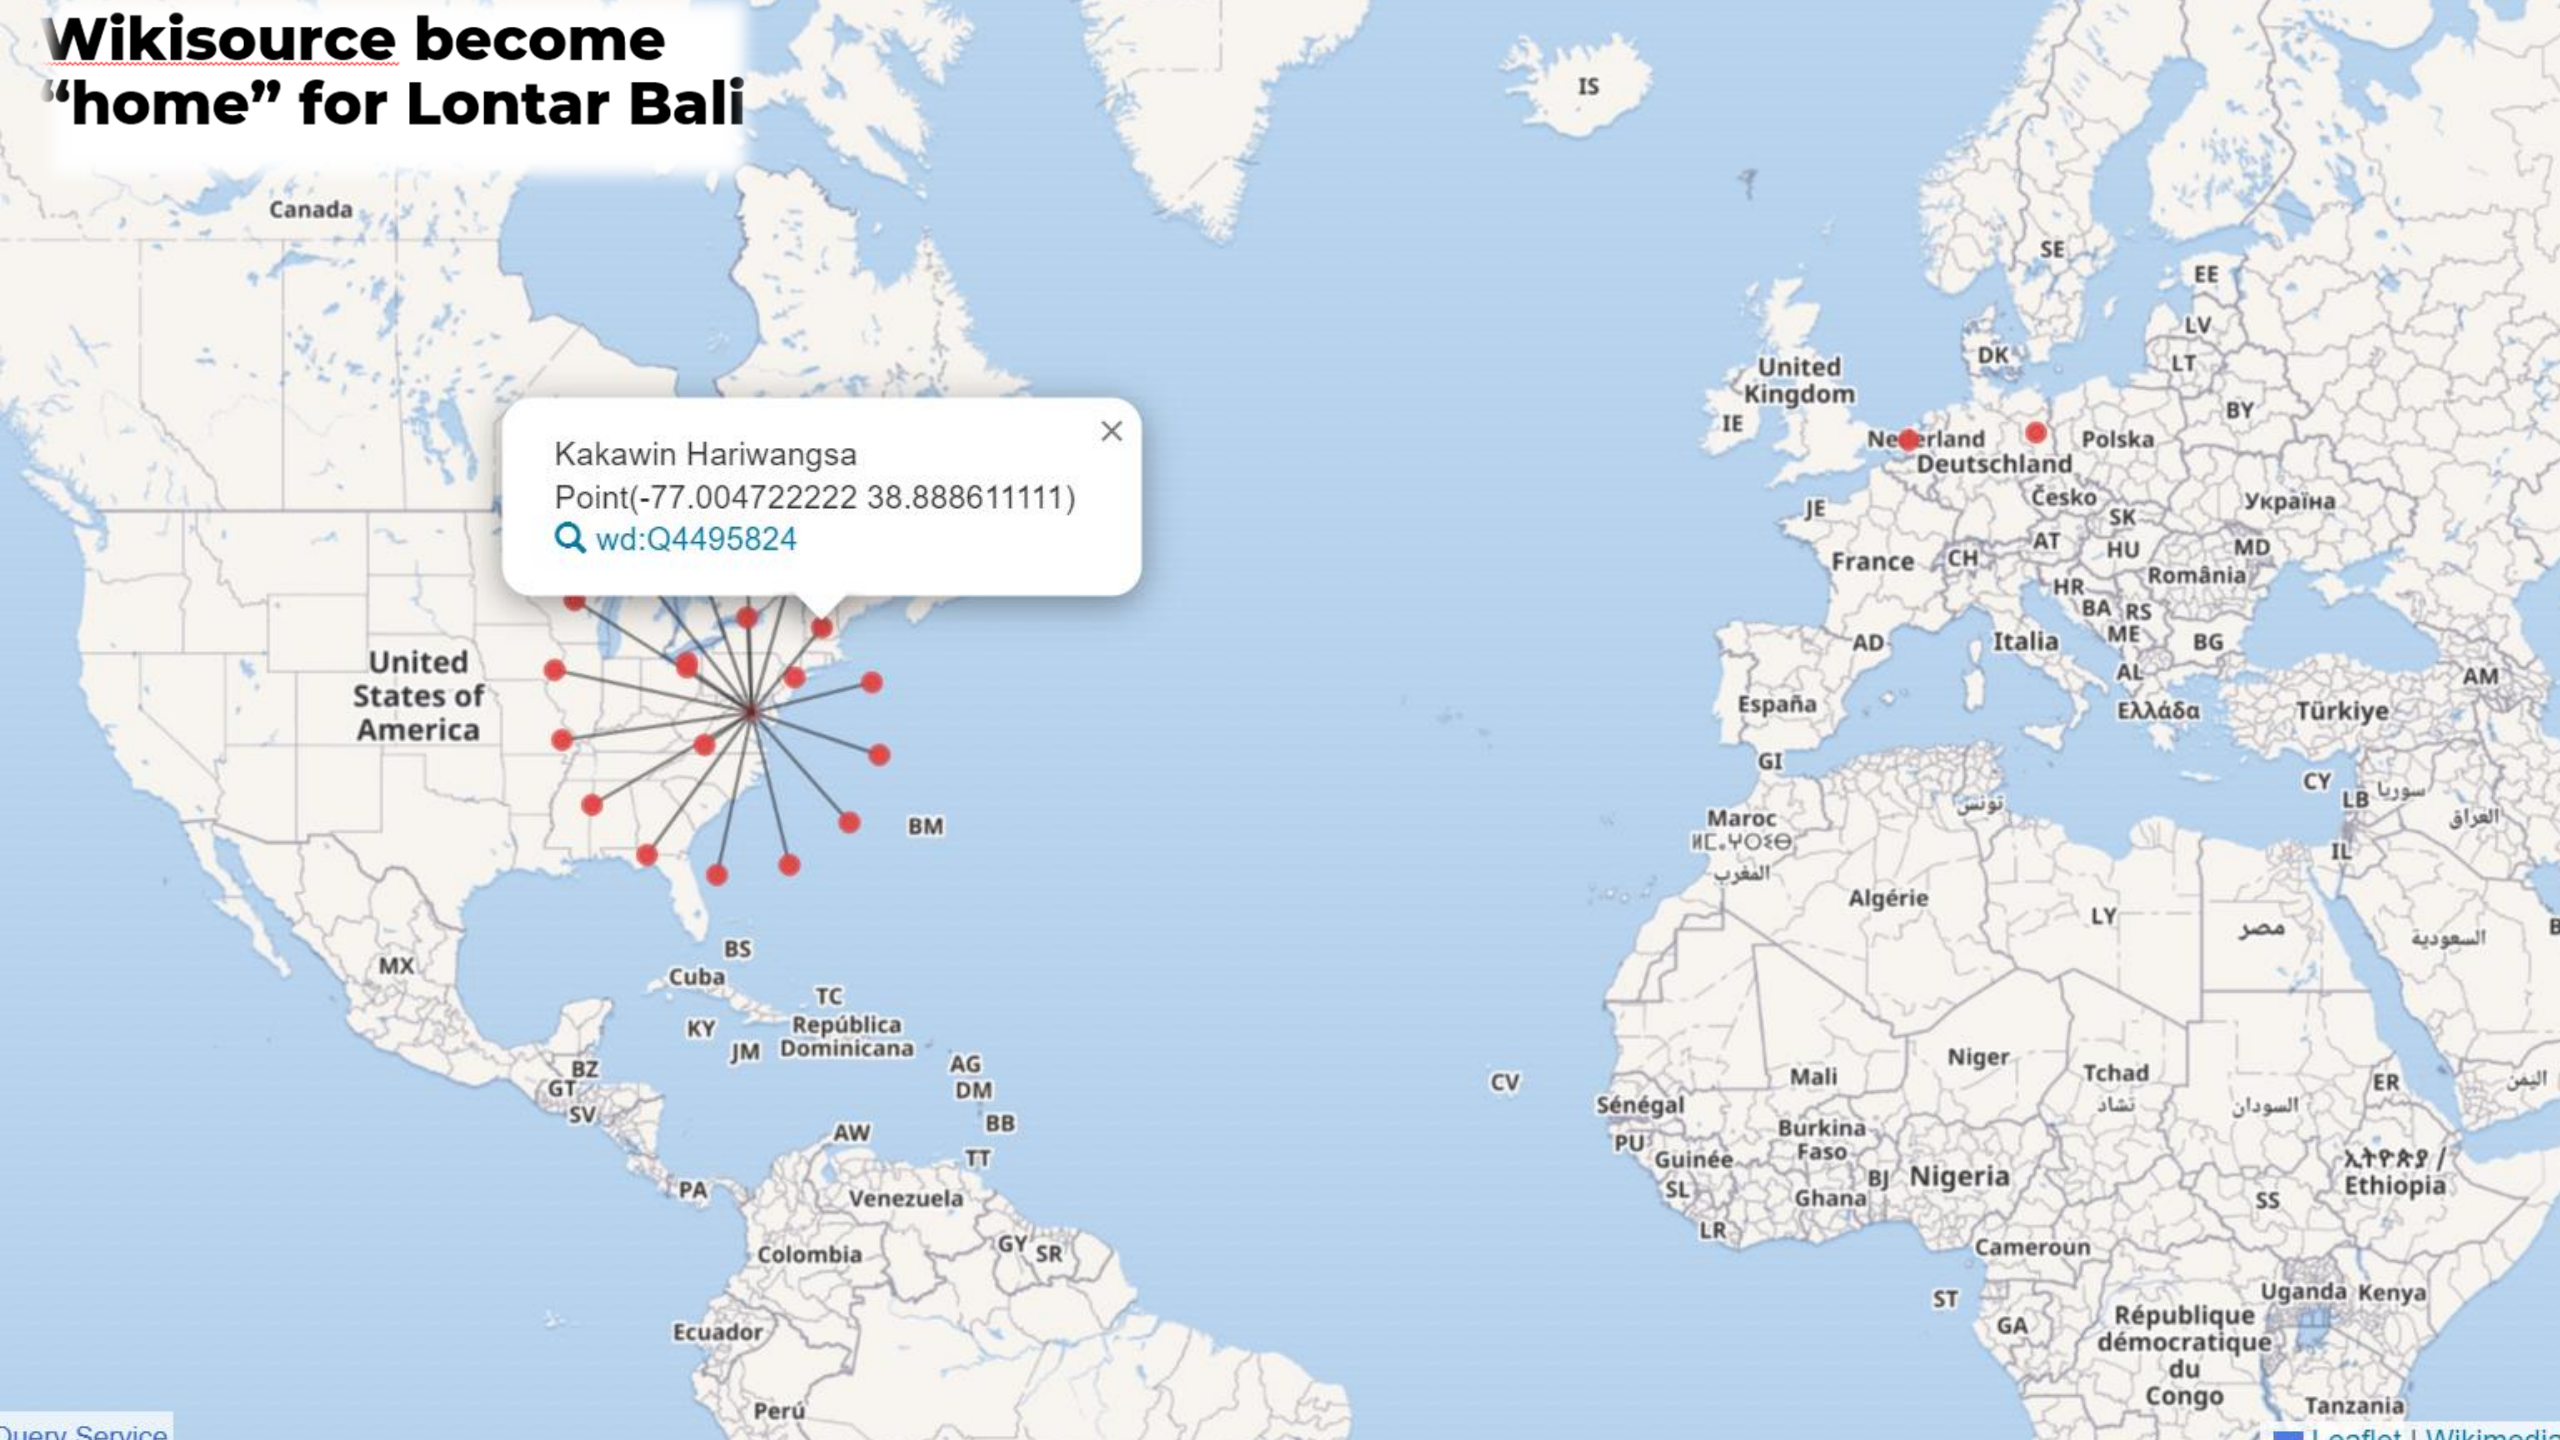 Wikisource become
“home” for Lontar Bali
IS
Canada
SE
EE
LV
LT
DK
United
Kingdom
IE
BY
Nederland
Polska
Deutschland
Kakawin Hariwangsa
Point(-77.004722222 38.888611111)
wd:Q4495824
Česko
Україна
JE
SK
AT
HU
MD
France
CH
România
HR
BA
RS
ME
BG
AD
Italia
AL
AM
United
States of
America
España
Ελλάδα
Türkiye
GI
CY
LB
سوريا
تونس
العراق
Maroc
ⵍⵎⵖⵔⵉⴱ
المغرب
BM
IL
Algérie
LY
مصر
السعودية
BS
MX
Cuba
TC
KY
República
Dominicana
JM
AG
DM
BZ
GT
SV
BB
CV
Mali
Niger
Tchad
تشاد
ER
اليمن
Sénégal
السودان
AW
TT
PU
Burkina
Faso
Guinée
BJ
Nigeria
ኢትዮጵያ /
Ethiopia
PA
Venezuela
SL
Ghana
SS
LR
GY
SR
Colombia
Cameroun
Uganda
Kenya
ST
GA
République
démocratique
du
Congo
Ecuador
Perú
Tanzania
Query Service
Leaflet | Wikimedia